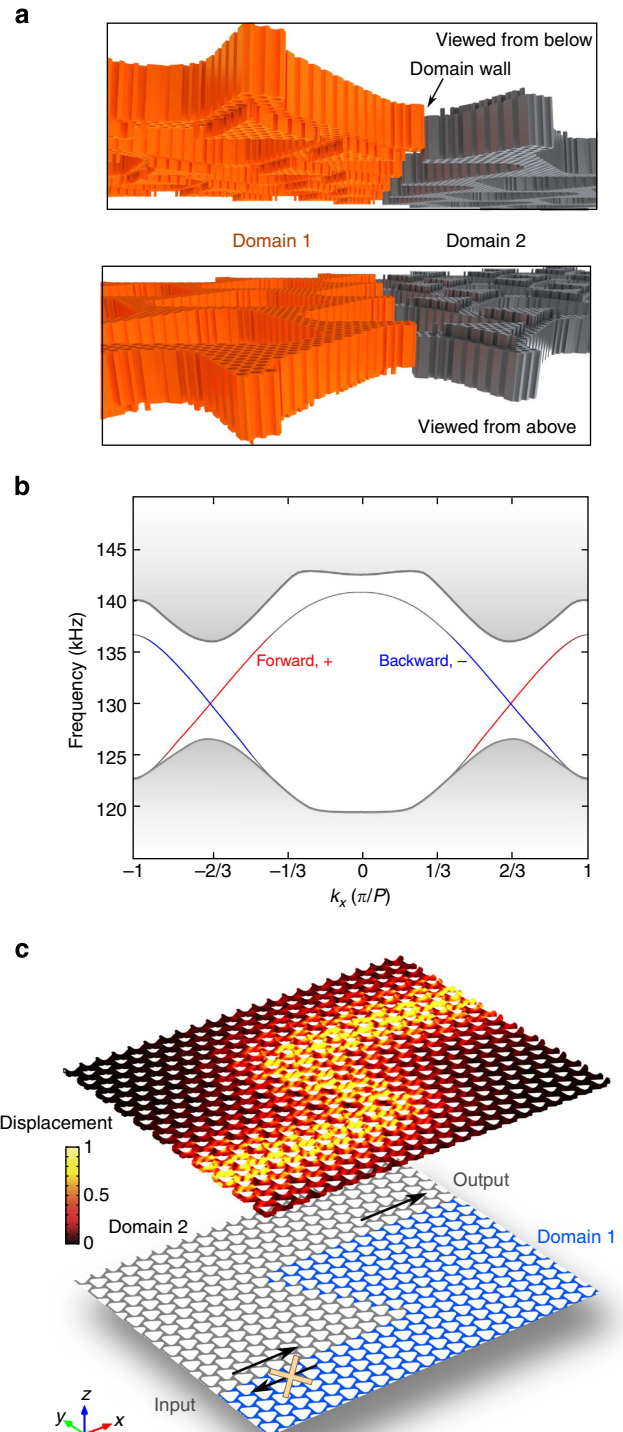 a
Viewed from below
Domain wall
Domain 1
Domain 2
Viewed from above
b
Frequency (kHz)
145
140
135
130
125
120
Forward, +
Backward, –
–1
–2/3
–1/3
0
1/3
2/3
1
kx (π/P)
c
Displacement
1
0.5
0
Domain 2
Output
Domain 1
Input
z
y
x